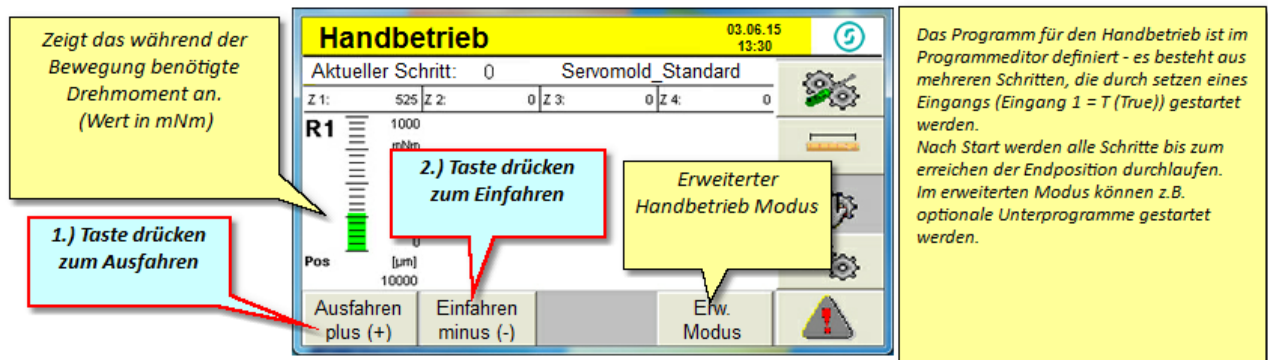 Zeigt das während der
Bewegung benötigte
Drehmoment an.
(Wert in mNm)
1.) Taste drücken
zum Ausfahren
Handbetrieb
03.06.15
13:30
Aktueller Schritt: 0 Servomold_Standard
Z 1: 525 Z 2: 0 Z 3: 0 Z 4: 0
R1
1000
mNm
0
Pos [µm]
10000
2.) Taste drücken
zum Einfahren
Erweiterter
Handbetrieb Modus
Ausfahren
plus (+)
Einfahren
minus (-)
Erw.
Modus
Das Programm für den Handbetrieb ist im
Programmeditor definiert - es besteht aus
mehreren Schritten, die durch setzen eines
Eingangs (Eingang 1 = T (True)) gestartet
werden.
Nach Start werden alle Schritte bis zum
erreichen der Endposition durchlaufen.
Im erweiterten Modus können z.B.
optionale Unterprogramme gestartet
werden.